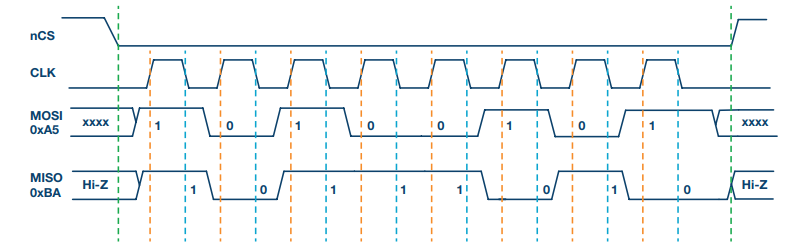 nCS
CLK
MOSI
0xA5
xxxx 1 0 1 0 0 1 0 1 xxxx
MISO
0xBA
Hi-Z 1 0 1 1 1 0 1 0 Hi-Z